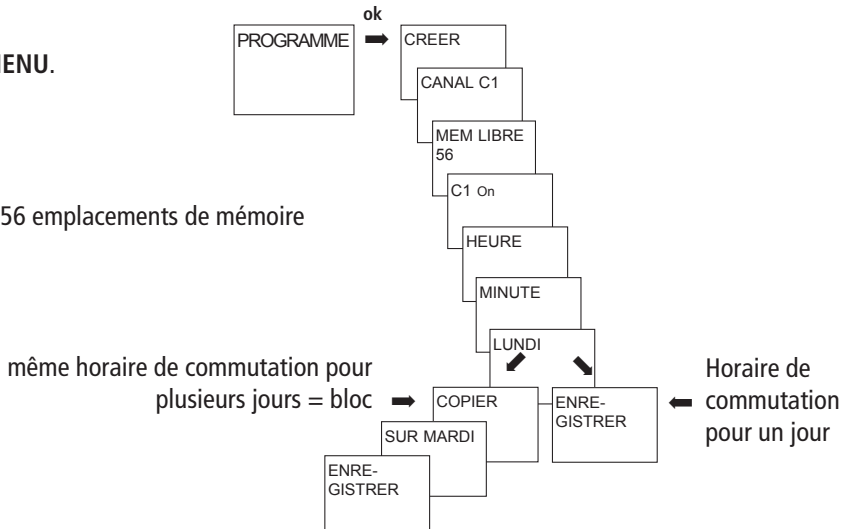 ok
PROGRAMME
CREER
ENU.
CANAL C1
MEM LIBRE
56
C1 On
56 emplacements de mémoire
HEURE
MINUTE
LUNDI
même horaire de commutation pour
plusieurs jours = bloc
COPIER
ENRE-
GISTRER
Horaire de
commutation
pour un jour
SUR MARDI
ENRE-
GISTRER